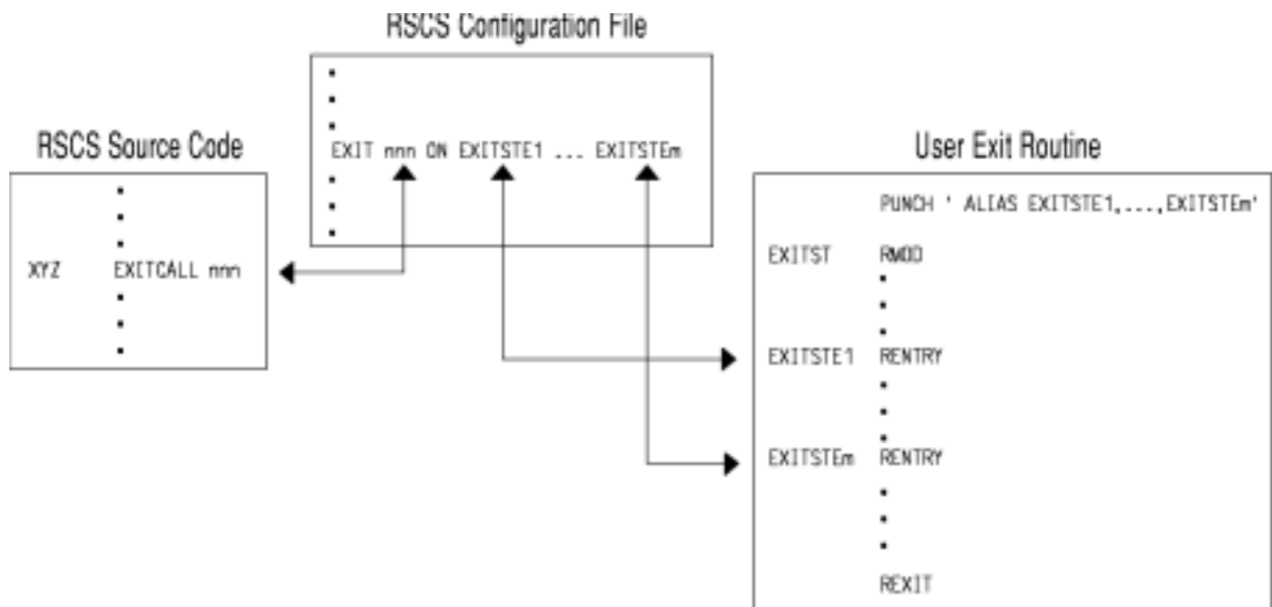 RSCS Configuration File
EXIT nnn ON EXITSTE1 ... EXITSTEm
RSCS Source Code
XYZ EXITCALL nnn
User Exit Routine
PUNCH ' ALIAS EXITSTE1,...,EXITSTEm'
EXITST RMOD
EXITSTE1 RENTRY
EXITSTEm RENTRY
REXIT